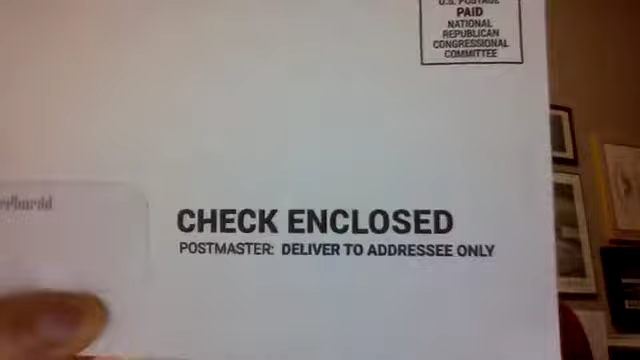 U.S. POSTAGE
PAID
NATIONAL
REPUBLICAN
CONGRESSIONAL
COMMITTEE
CHECK ENCLOSED
POSTMASTER: DELIVER TO ADDRESSEE ONLY